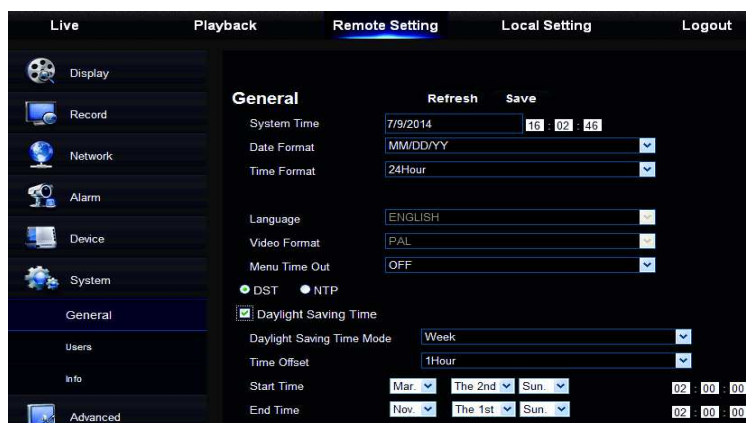 Live Playback Remote Setting Local Setting Logout
Display
Record
Network
Alarm
Device
System
General
Users
Info
Advanced
General Refresh Save
System Time 7/9/2014 16 : 02 : 46
Date Format MM/DD/YY
Time Format 24Hour
Language ENGLISH
Video Format PAL
Menu Time Out OFF
DST NTP
Daylight Saving Time
Daylight Saving Time Mode Week
Time Offset 1Hour
Start Time Mar. The 2nd Sun. 02 : 00 : 00
End Time Nov. The 1st Sun. 02 : 00 : 00